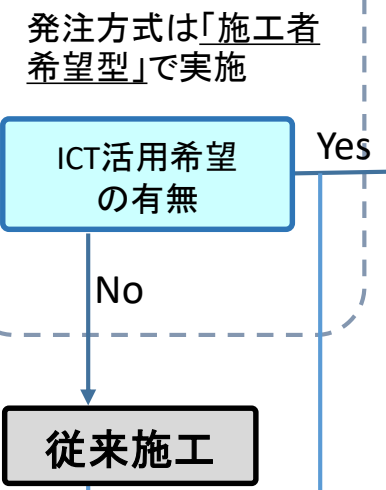 発注方式は「施工者
希望型」で実施
ICT活用希望
の有無
Yes
No
従来施工